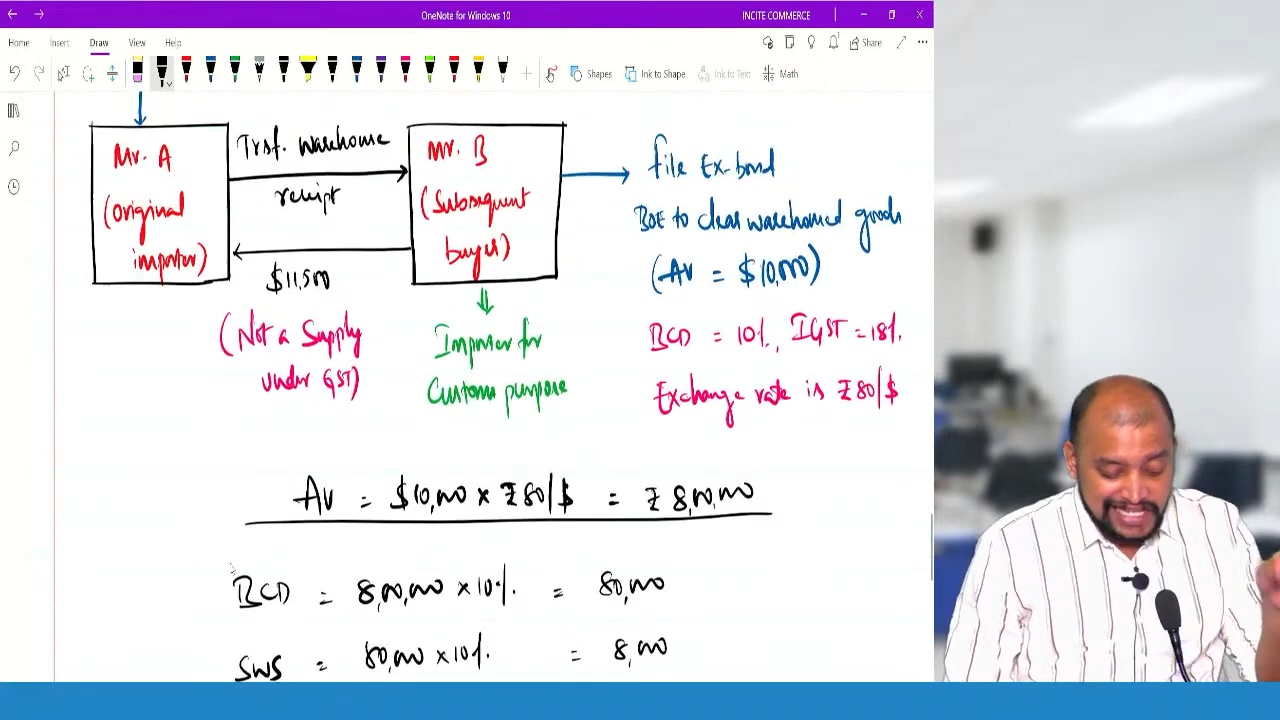 OneNote for Windows 10
INCITE COMMERCE
Home Insert Draw View Help
Share
Shapes Ink to Shape Ink to Text Math
Mr. A
(original
importer)
Trsf. warehouse
receipt
$11,500
(Not a Supply
under GST)
Mr. B
(Subsequent
buyer)
Importer for
Custom purpose
file Ex-bond
BOE to clear warehoused goods
(AV = $10,000)
BCD = 10%, IGST = 18%.
Exchange rate is ₹80/$
AV = $10,000 × ₹80/$ = ₹8,00,000
BCD = 8,00,000 × 10%. = 80,000
SWS = 80,000 × 10%. = 8,000